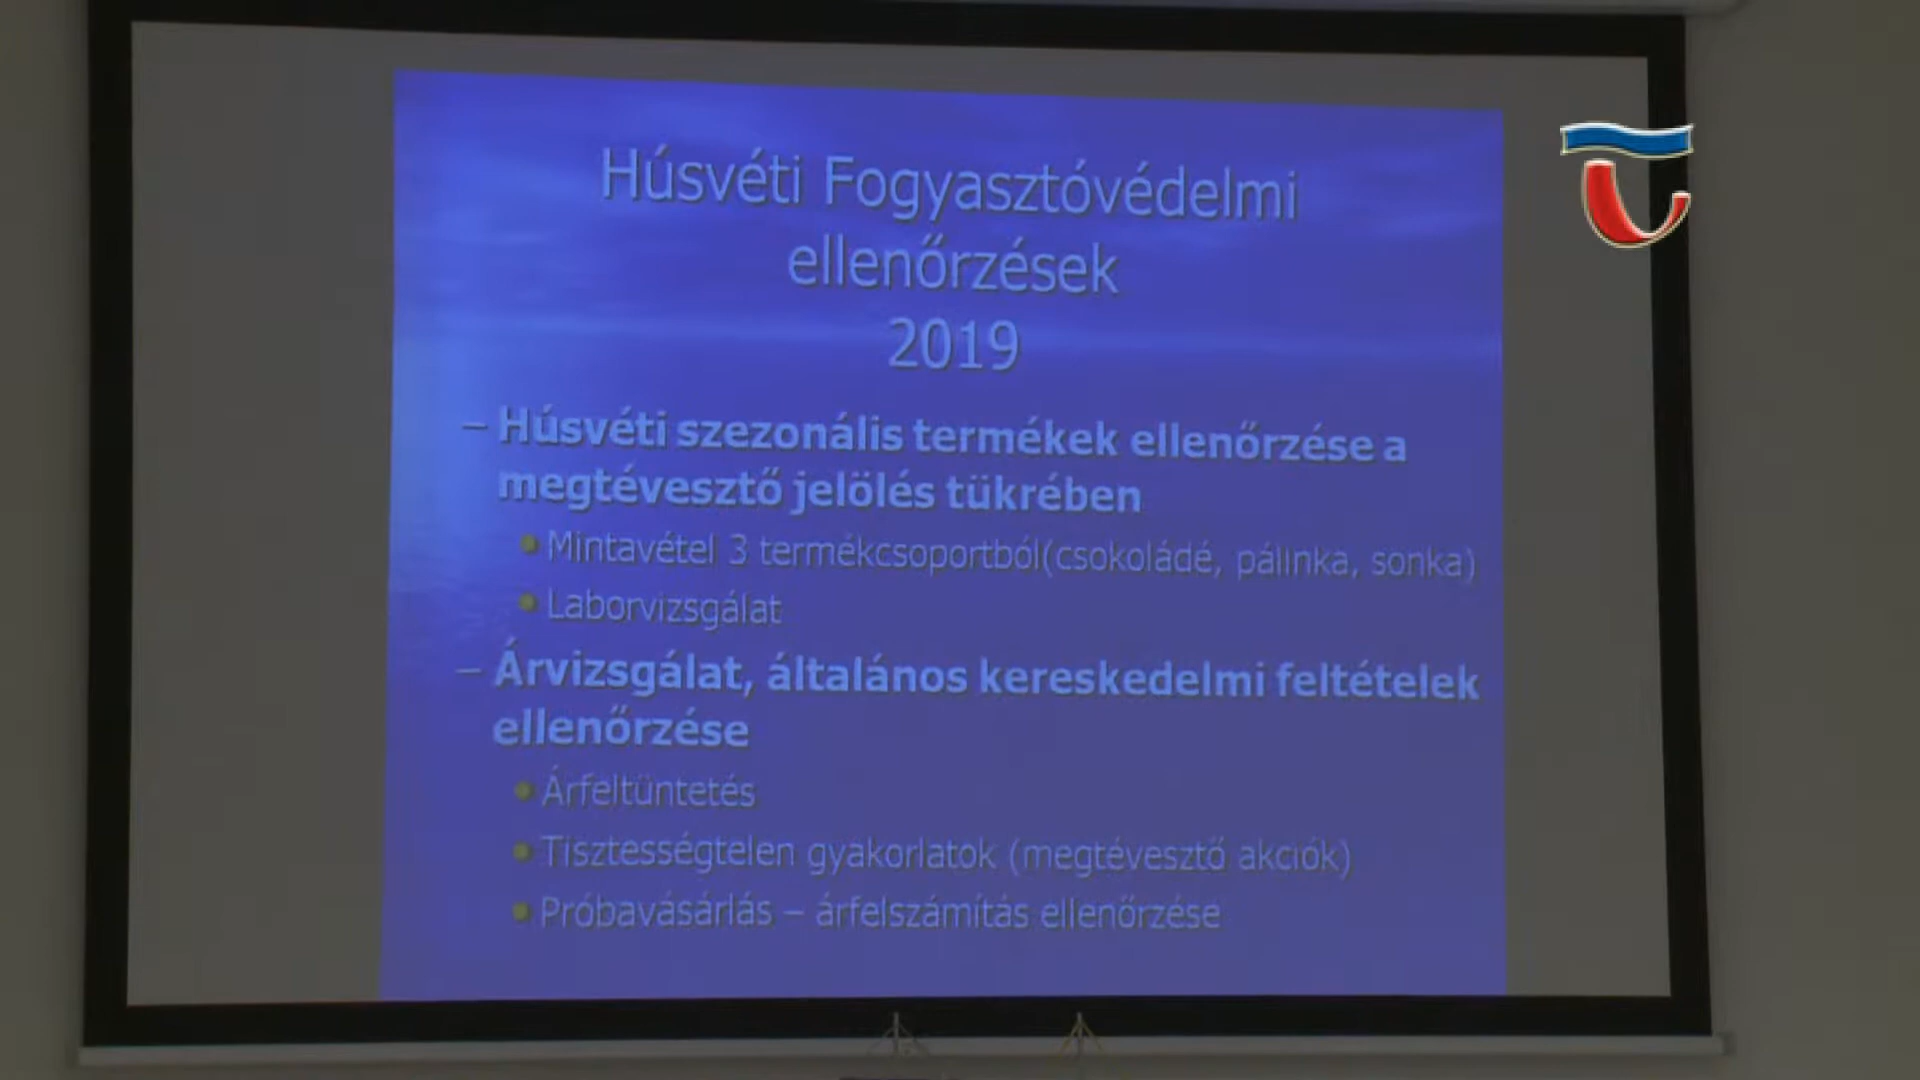 Húsvéti Fogyasztóvédelmi
ellenőrzések
2019
– Húsvéti szezonális termékek ellenőrzése a
megtévesztő jelölés tükrében
• Mintavétel 3 termékcsoportból(csokoládé, pálinka, sonka)
• Laborvizsgálat
– Árvizsgálat, általános kereskedelmi feltételek
ellenőrzése
• Árfeltüntetés
• Tisztességtelen gyakorlatok (megtévesztő akciók)
• Próbavásárlás – árfelszámítás ellenőrzése